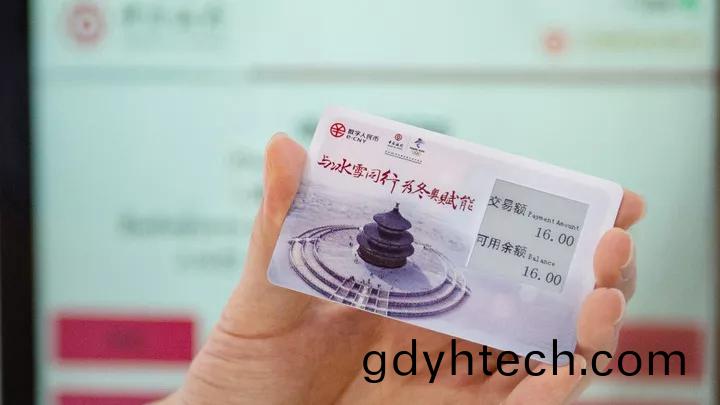 数字人民币
e-CNY
与冰雪同行 为冬奥赋能
交易额 Payment Amount
16.00
可用余额 Balance
16.00
gdyhtech.com